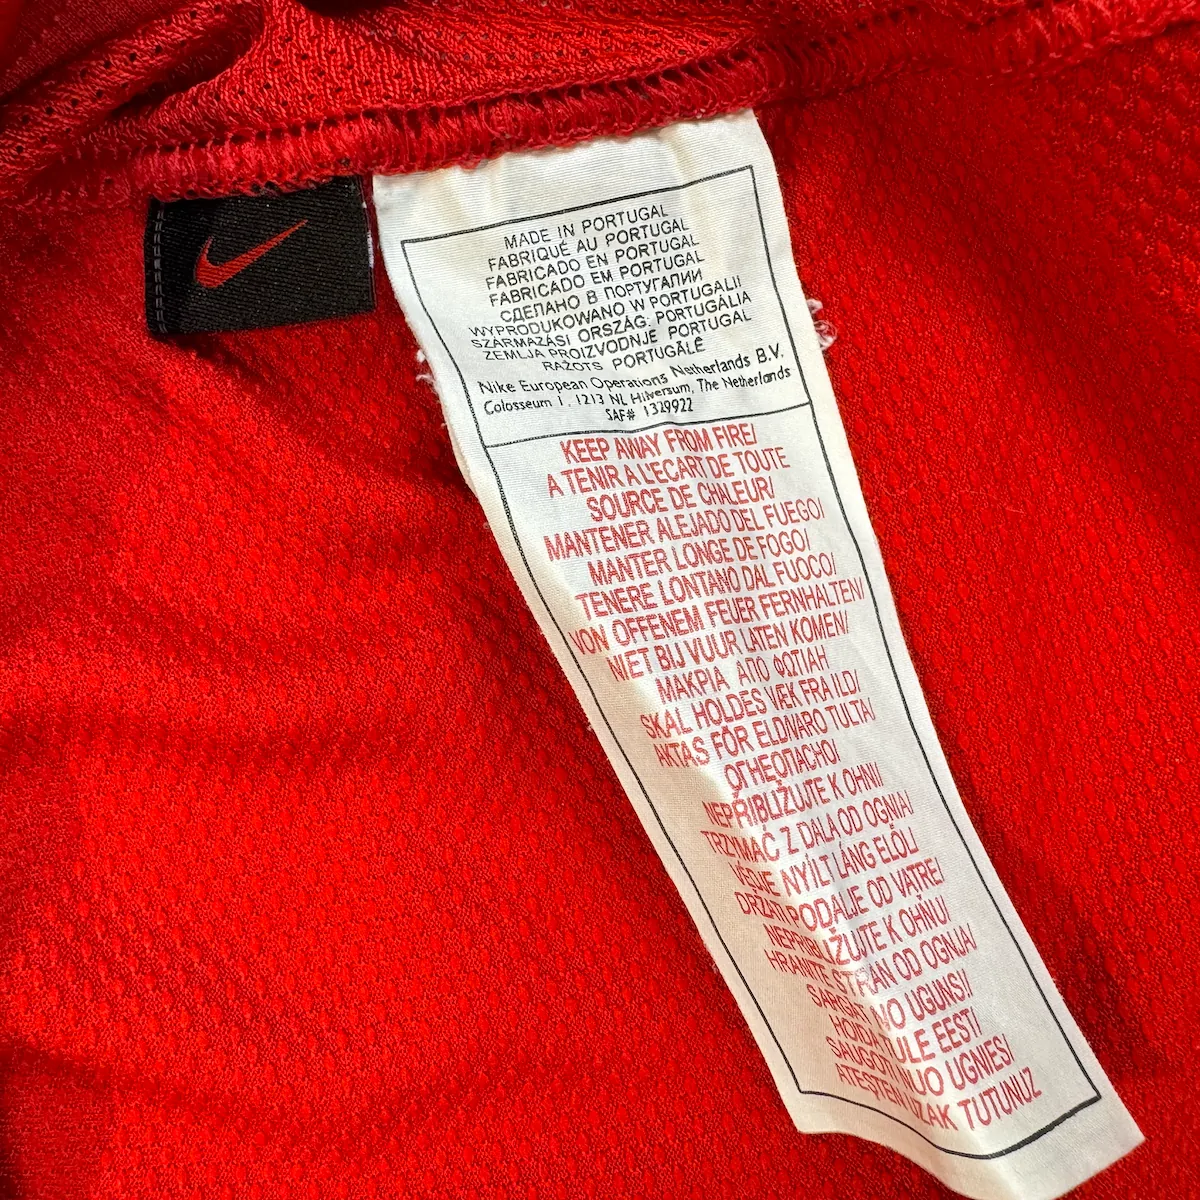 MADE IN PORTUGAL
FABRIQUÉ AU PORTUGAL
FABRICADO EN PORTUGAL
FABRICADO EM PORTUGAL
СДЕЛАНО В ПОРТУГАЛИИ
WYPRODUKOWANO W PORTUGALII
SZÁRMAZÁSI ORSZÁG: PORTUGÁLIA
ZEMLJA PROIZVODNJE PORTUGAL
RAŽOTS PORTUGĀLĒ
Nike European Operations Netherlands B.V.
Colosseum 1, 1213 NL Hilversum, The Netherlands
SAF# 1329922
KEEP AWAY FROM FIRE/
A TENIR A L'ECART DE TOUTE
SOURCE DE CHALEUR/
MANTENER ALEJADO DEL FUEGO/
MANTER LONGE DE FOGO/
TENERE LONTANO DAL FUOCO/
VON OFFENEM FEUER FERNHALTEN/
NIET BIJ VUUR LATEN KOMEN/
ΜΑΚΡΙΑ ΑΠΟ ΦΩΤΙΑΗ
SKAL HOLDES VÆK FRA ILD/
AKTAS FÖR ELDNARO TULTA/
ОГНЕОПАСНО/
NEPŘIBLIŽUJTE K OHNI/
TRZYMAĆ Z DALA OD OGNIA/
VÉDJE NYÍLT LÁNG ELŐL/
DRŽATI PODALJE OD VATRE/
NEPRIBLIŽUJTE K OHŇU/
HRANITE STRAN OD OGNJA/
SARGĀT NO UGUNS/
HOIDA TULE EEST/
SAUGOTI NUO UGNIES/
ATEŞTEN UZAK TUTUNUZ